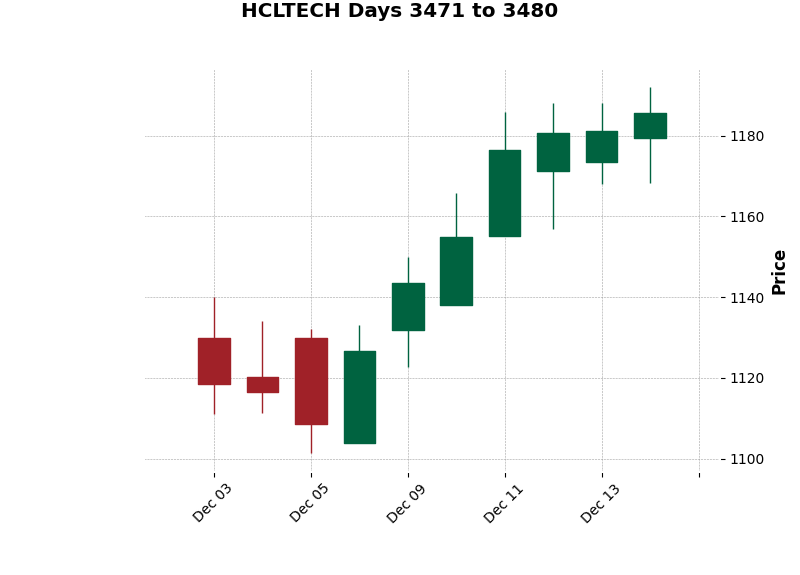 HCLTECH Days 3471 to 3480
1180
1160
1140
1120
1100
Price
Dec 03
Dec 05
Dec 09
Dec 11
Dec 13